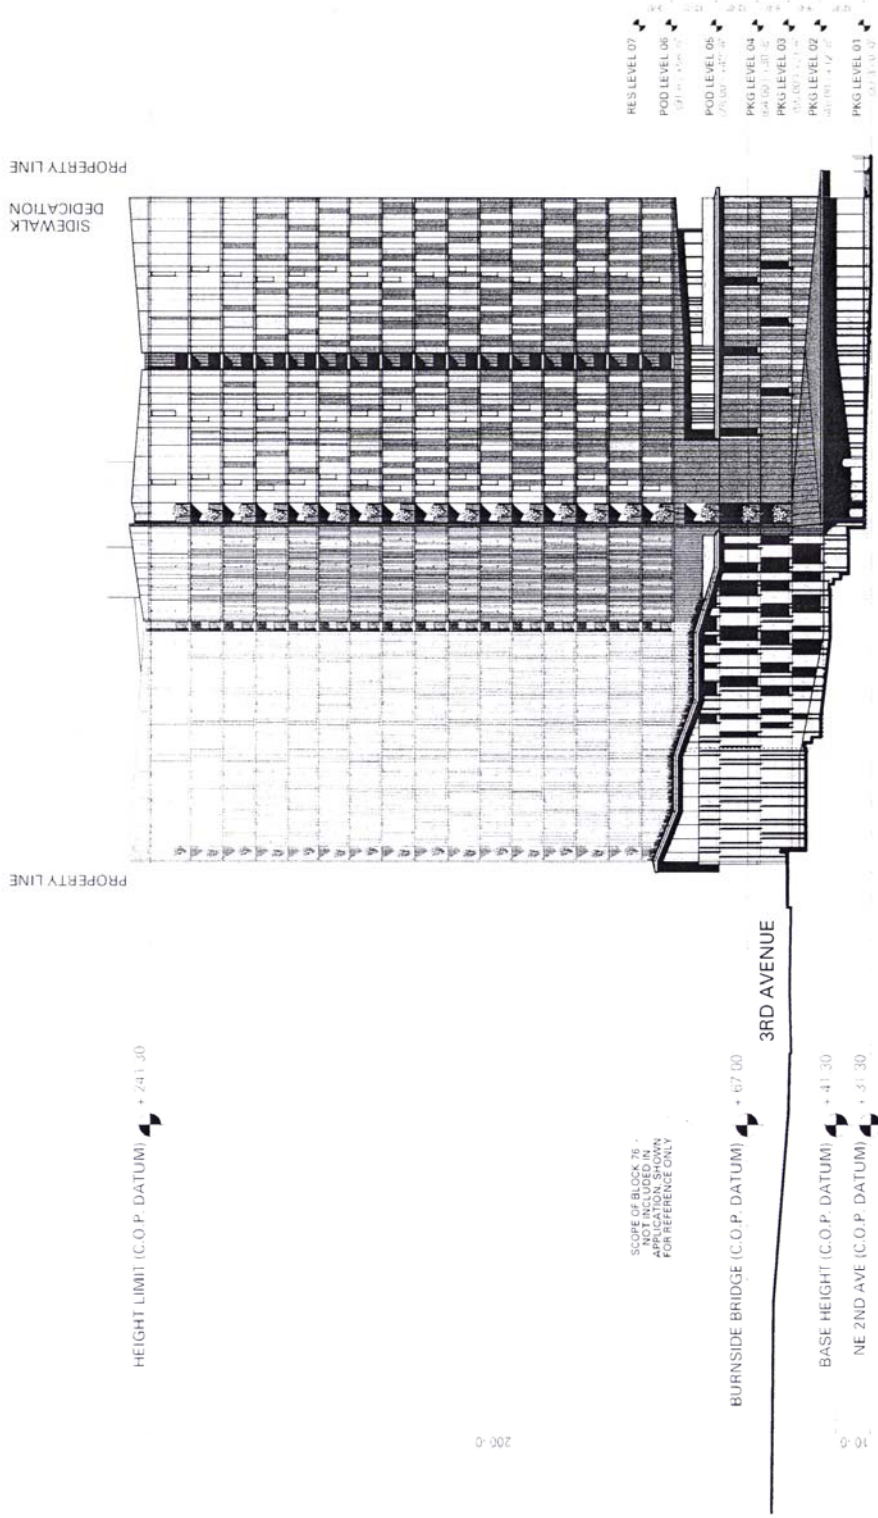 PROPERTY LINE
SIDEWALK
DEDICATION
PROPERTY LINE
RES LEVEL 07
POD LEVEL 06
POD LEVEL 05
PKG LEVEL 04
PKG LEVEL 03
PKG LEVEL 02
PKG LEVEL 01
HEIGHT LIMIT (C.O.P. DATUM)
+ 241.30
SCOPE OF BLOCK 76 -
NOT INCLUDED IN
APPLICATION, SHOWN
FOR REFERENCE ONLY
BURNSIDE BRIDGE (C.O.P. DATUM)
+ 67.00
3RD AVENUE
BASE HEIGHT (C.O.P. DATUM)
+ 41.30
NE 2ND AVE (C.O.P. DATUM)
+ 31.30
200'-0
10'-0